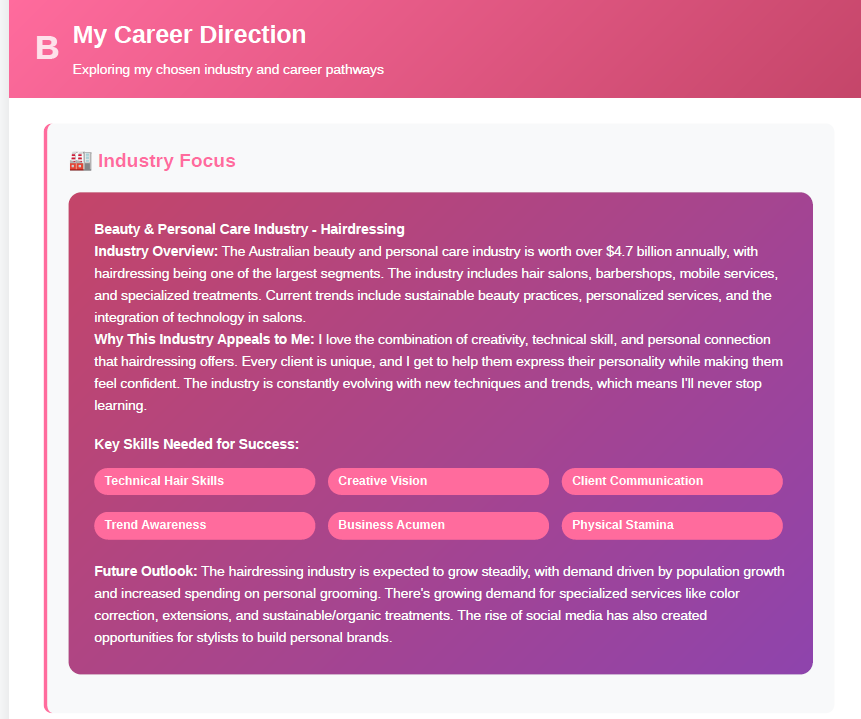 B
My Career Direction
Exploring my chosen industry and career pathways
Industry Focus
Beauty & Personal Care Industry - Hairdressing
Industry Overview: The Australian beauty and personal care industry is worth over $4.7 billion annually, with
hairdressing being one of the largest segments. The industry includes hair salons, barbershops, mobile services,
and specialized treatments. Current trends include sustainable beauty practices, personalized services, and the
integration of technology in salons.
Why This Industry Appeals to Me: I love the combination of creativity, technical skill, and personal connection
that hairdressing offers. Every client is unique, and I get to help them express their personality while making them
feel confident. The industry is constantly evolving with new techniques and trends, which means I'll never stop
learning.
Key Skills Needed for Success:
Technical Hair Skills
Creative Vision
Client Communication
Trend Awareness
Business Acumen
Physical Stamina
Future Outlook: The hairdressing industry is expected to grow steadily, with demand driven by population growth
and increased spending on personal grooming. There's growing demand for specialized services like color
correction, extensions, and sustainable/organic treatments. The rise of social media has also created
opportunities for stylists to build personal brands.